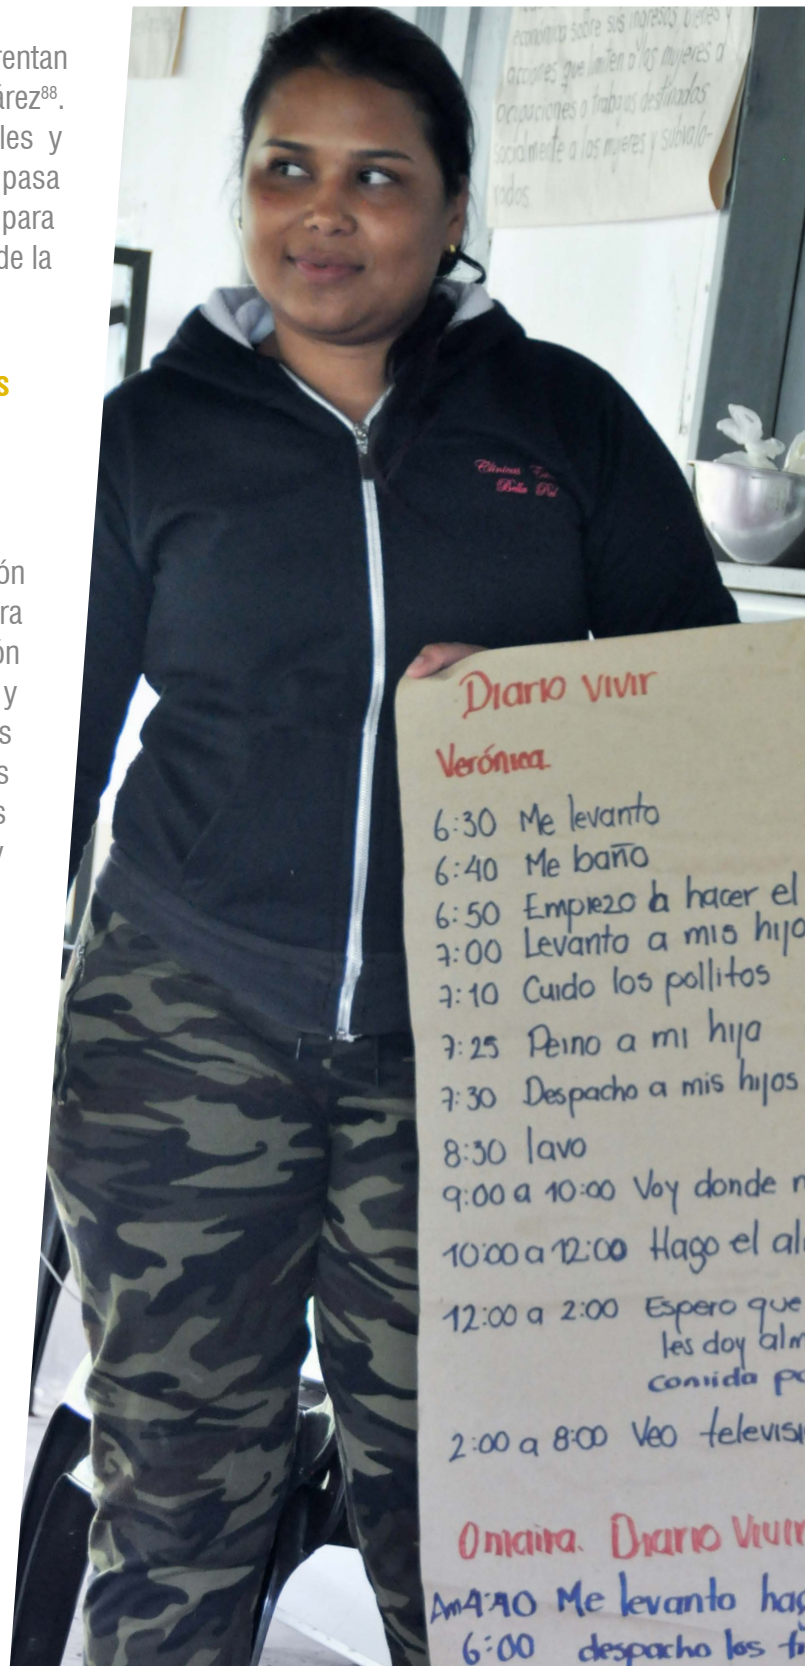 rentan
árez⁸⁸.
les y
pasa
para
de la
s
ón
ra
ón
y
s
s
s
y
económica sobre sus ingresos, bienes y
acciones que limiten a las mujeres a
ocupaciones o trabajos destinados
socialmente a las mujeres y subvalo-
rados.
Clínicas
Bella Piel
Diario vivir
Verónica.
6:30 Me levanto
6:40 Me baño
6:50 Empiezo a hacer el
7:00 Levanto a mis hijo
7:10 Cuido los pollitos
7:25 Peino a mi hija
7:30 Despacho a mis hijos
8:30 lavo
9:00 a 10:00 Voy donde
10:00 a 12:00 Hago el al
12:00 a 2:00 Espero que
les doy alm
comida
2:00 a 8:00 Veo televisi
Omaira. Diario Vivir
Am 4:40 Me levanto hag
6:00 despacho los